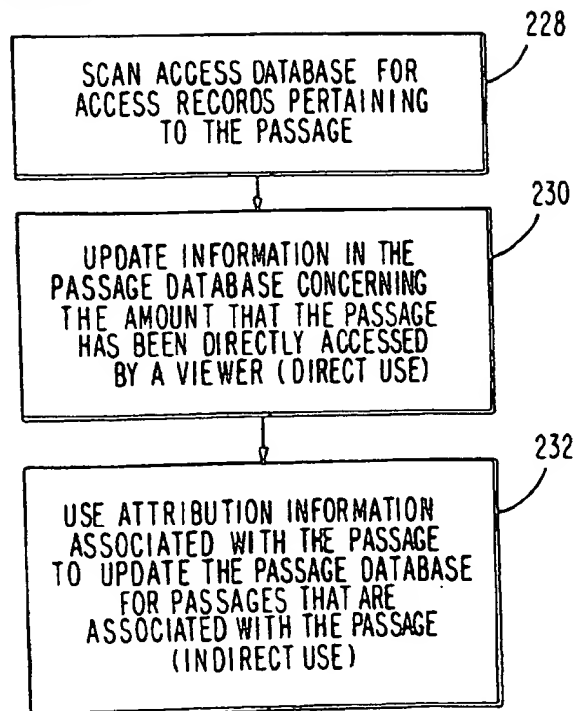 228
SCAN ACCESS DATABASE FOR
ACCESS RECORDS PERTAINING
TO THE PASSAGE
230
UPDATE INFORMATION IN THE
PASSAGE DATABASE CONCERNING
THE AMOUNT THAT THE PASSAGE
HAS BEEN DIRECTLY ACCESSED
BY A VIEWER (DIRECT USE)
232
USE ATTRIBUTION INFORMATION
ASSOCIATED WITH THE PASSAGE
TO UPDATE THE PASSAGE DATABASE
FOR PASSAGES THAT ARE
ASSOCIATED WITH THE PASSAGE
(INDIRECT USE)